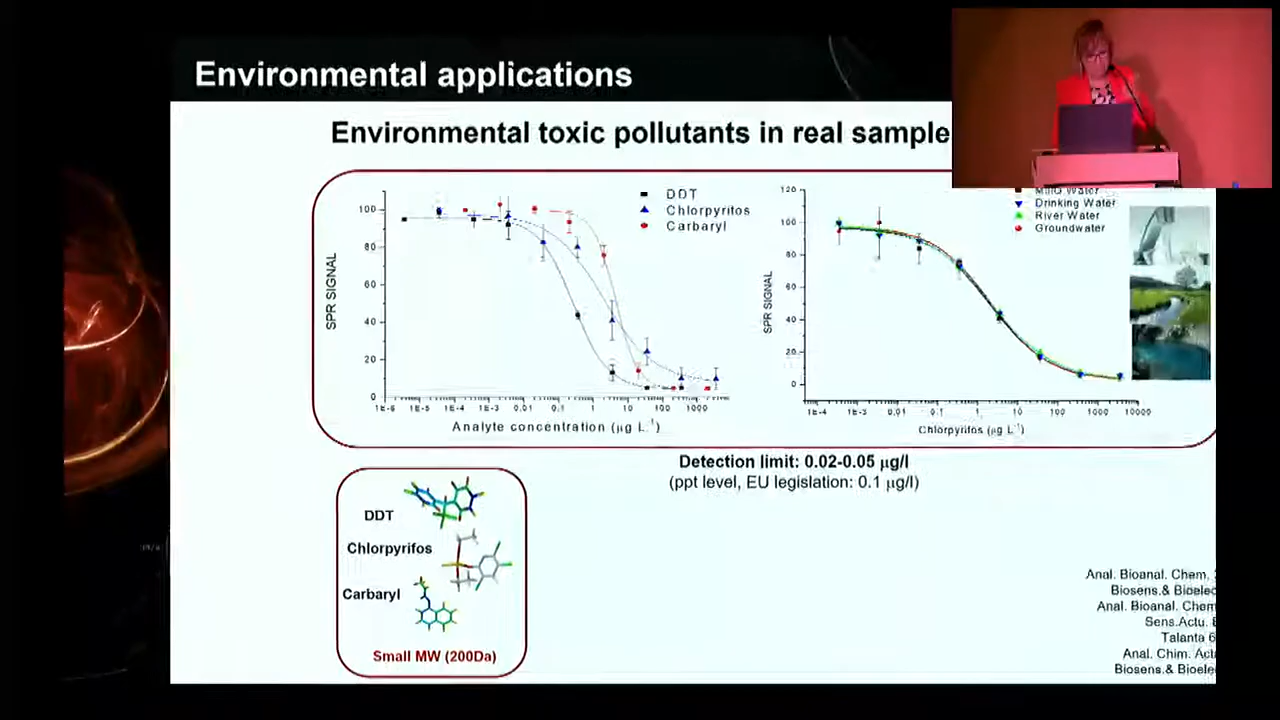 Environmental applications
Environmental toxic pollutants in real sample
DDT
Chlorpyrifos
Carbaryl
SPR SIGNAL
100
80
60
40
20
0
1E-6 1E-5 1E-4 1E-3 0,01 0,1 1 10 100 1000
Analyte concentration (µg L⁻¹)
MilliQ Water
Drinking Water
River Water
Groundwater
SPR SIGNAL
120
100
80
60
40
20
0
1E-4 1E-3 0,01 0,1 1 10 100 1000 10000
Chlorpyrifos (µg L⁻¹)
Detection limit: 0.02-0.05 µg/l
(ppt level, EU legislation: 0.1 µg/l)
DDT
Chlorpyrifos
Carbaryl
Small MW (200Da)
Anal. Bioanal. Chem,
Biosens.& Bioelec
Anal. Bioanal. Chem
Sens.Actu.
Talanta 6
Anal. Chim. Acta
Biosens.& Bioele